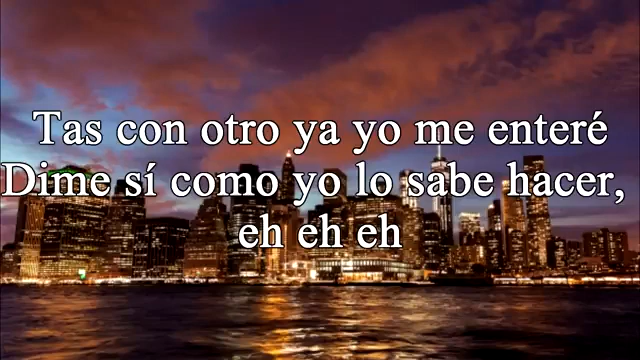 Tas con otro ya yo me enteré
Dime sí como yo lo sabe hacer,
eh eh eh